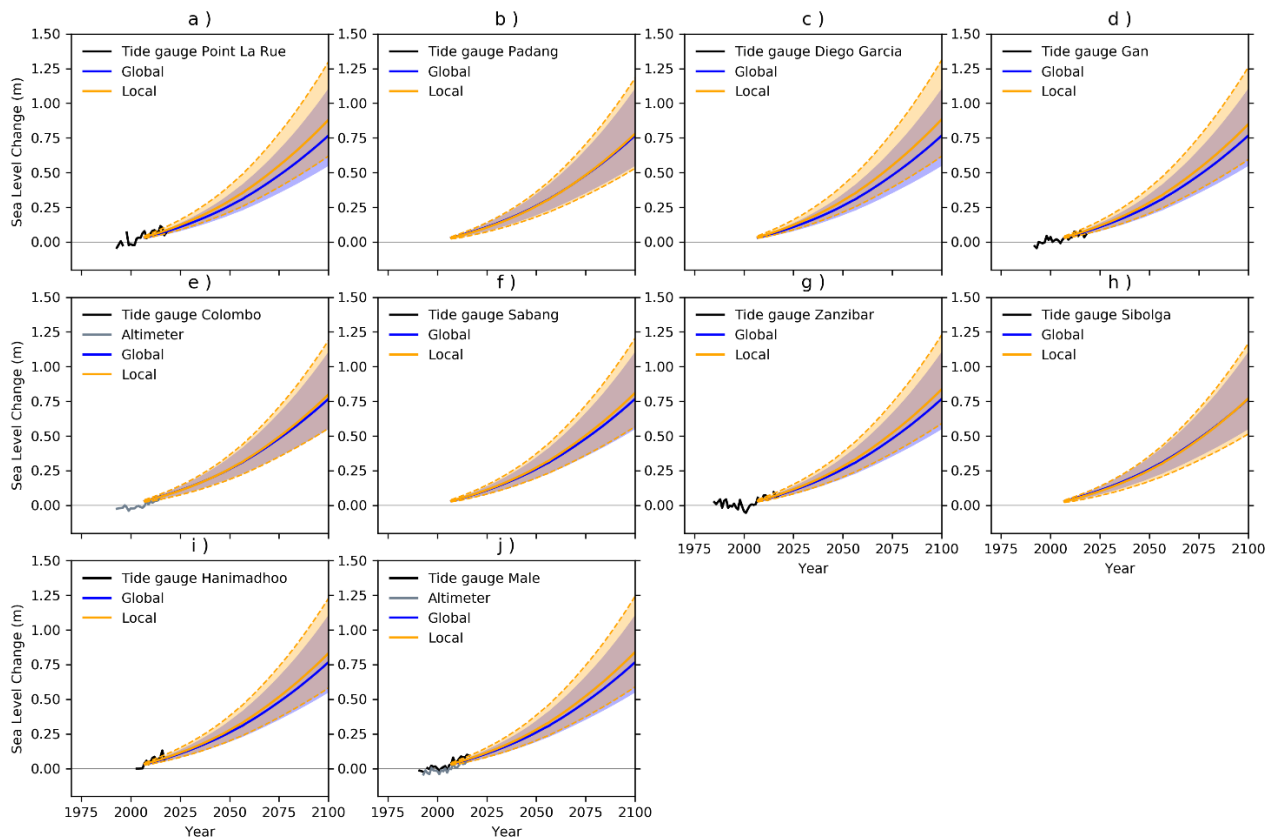 a )
b )
c )
d )
1.50
1.25
1.00
0.75
0.50
0.25
0.00
Sea Level Change (m)
Tide gauge Point La Rue
Global
Local
1.50
1.25
1.00
0.75
0.50
0.25
0.00
Tide gauge Padang
Global
Local
1.50
1.25
1.00
0.75
0.50
0.25
0.00
Tide gauge Diego Garcia
Global
Local
1.50
1.25
1.00
0.75
0.50
0.25
0.00
Tide gauge Gan
Global
Local
e )
f )
g )
h )
1.50
1.25
1.00
0.75
0.50
0.25
0.00
Sea Level Change (m)
Tide gauge Colombo
Altimeter
Global
Local
1.50
1.25
1.00
0.75
0.50
0.25
0.00
Tide gauge Sabang
Global
Local
1.50
1.25
1.00
0.75
0.50
0.25
0.00
Tide gauge Zanzibar
Global
Local
1975 2000 2025 2050 2075 2100
Year
1.50
1.25
1.00
0.75
0.50
0.25
0.00
Tide gauge Sibolga
Global
Local
1975 2000 2025 2050 2075 2100
Year
i )
j )
1.50
1.25
1.00
0.75
0.50
0.25
0.00
Sea Level Change (m)
Tide gauge Hanimadhoo
Global
Local
1975 2000 2025 2050 2075 2100
Year
1.50
1.25
1.00
0.75
0.50
0.25
0.00
Tide gauge Male
Altimeter
Global
Local
1975 2000 2025 2050 2075 2100
Year